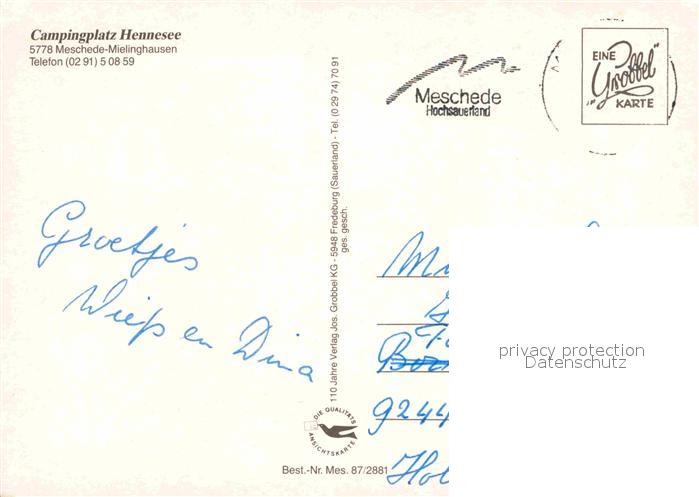 Campingplatz Hennesee
5778 Meschede-Mielinghausen
Telefon (02 91) 5 08 59
Meschede
Hochsauerland
EINE
"Grobbel"
KARTE
Groetjes
Wieps en Dina
110 Jahre Verlag Jos. Grobbel KG - 5948 Fredeburg (Sauerland) - Tel. (0 29 74) 70 91
ges. gesch.
9244
privacy protection
Datenschutz
DIE QUALITÄTS
ANSICHTSKARTE
Best.-Nr. Mes. 87/2881